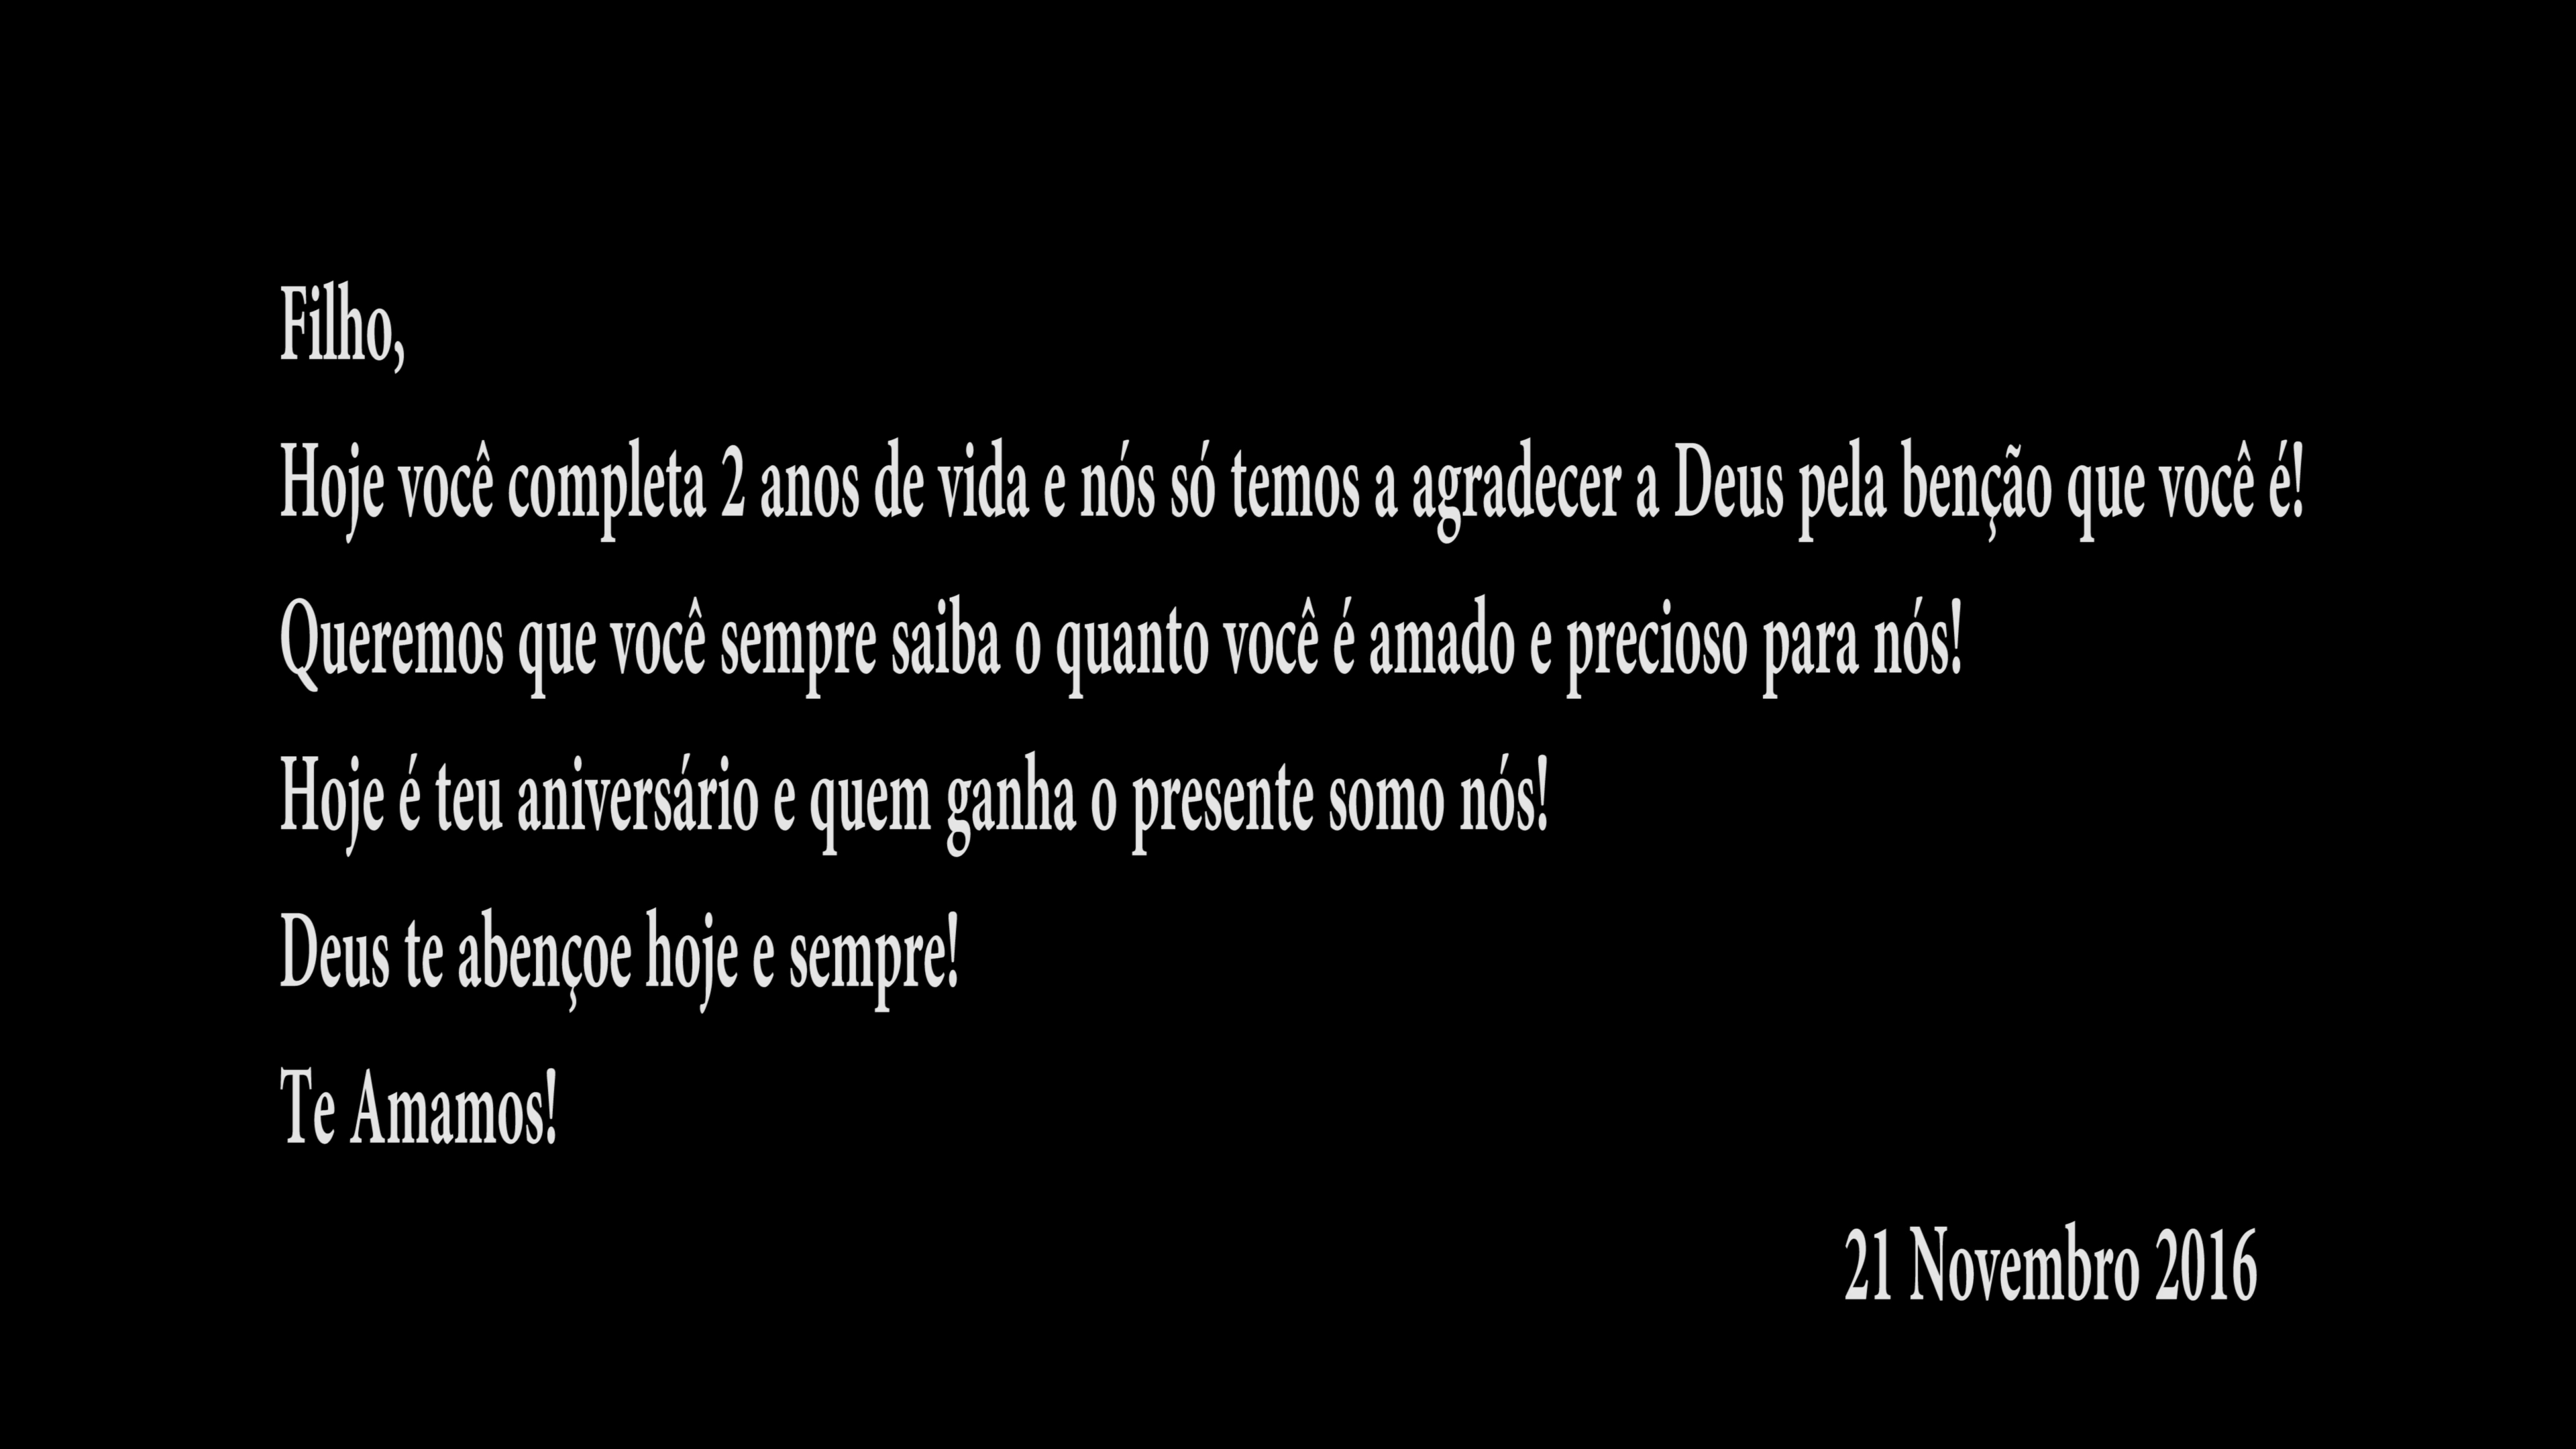 Filho,
Hoje você completa 2 anos de vida e nós só temos a agradecer a Deus pela benção que você é!
Queremos que você sempre saiba o quanto você é amado e precioso para nós!
Hoje é teu aniversário e quem ganha o presente somo nós!
Deus te abençoe hoje e sempre!
Te Amamos!
21 Novembro 2016